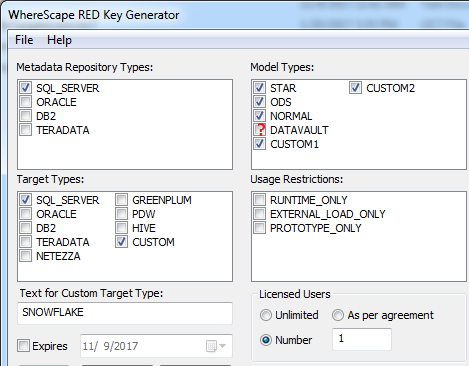 WhereScape RED Key Generator
File Help
Metadata Repository Types:
SQL_SERVER
ORACLE
DB2
TERADATA
Model Types:
STAR CUSTOM2
ODS
NORMAL
DATAVAULT
CUSTOM1
Target Types:
SQL_SERVER GREENPLUM
ORACLE PDW
DB2 HIVE
TERADATA CUSTOM
NETEZZA
Usage Restrictions:
RUNTIME_ONLY
EXTERNAL_LOAD_ONLY
PROTOTYPE_ONLY
Text for Custom Target Type:
SNOWFLAKE
Expires 11/ 9/2017
Licensed Users
Unlimited As per agreement
Number 1